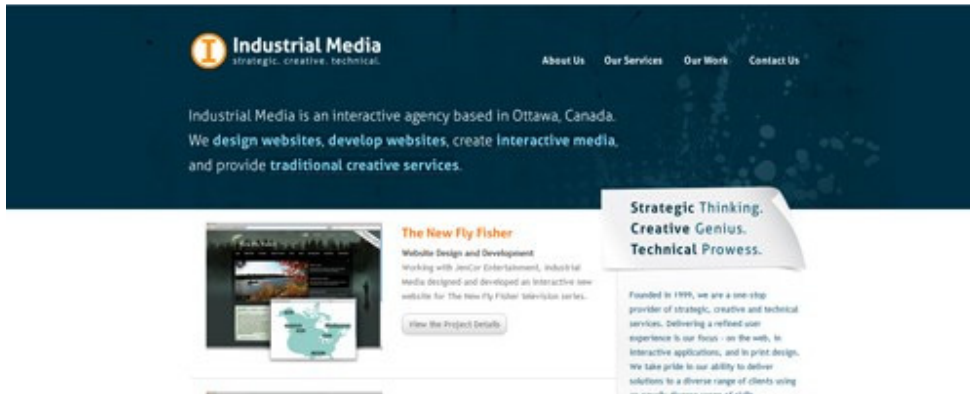 Industrial Media
strategic. creative. technical.
About Us Our Services Our Work Contact Us
Industrial Media is an interactive agency based in Ottawa, Canada.
We design websites, develop websites, create interactive media,
and provide traditional creative services.
The New Fly Fisher
Website Design and Development
Working with JenCor Entertainment, Industrial
Media designed and developed an interactive new
website for The New Fly Fisher television series.
View the Project Details
Strategic Thinking.
Creative Genius.
Technical Prowess.
Founded in 1999, we are a one-stop
provider of strategic, creative and technical
services. Delivering a refined user
experience is our focus - on the web, in
interactive applications, and in print design.
We take pride in our ability to deliver
solutions to a diverse range of clients using